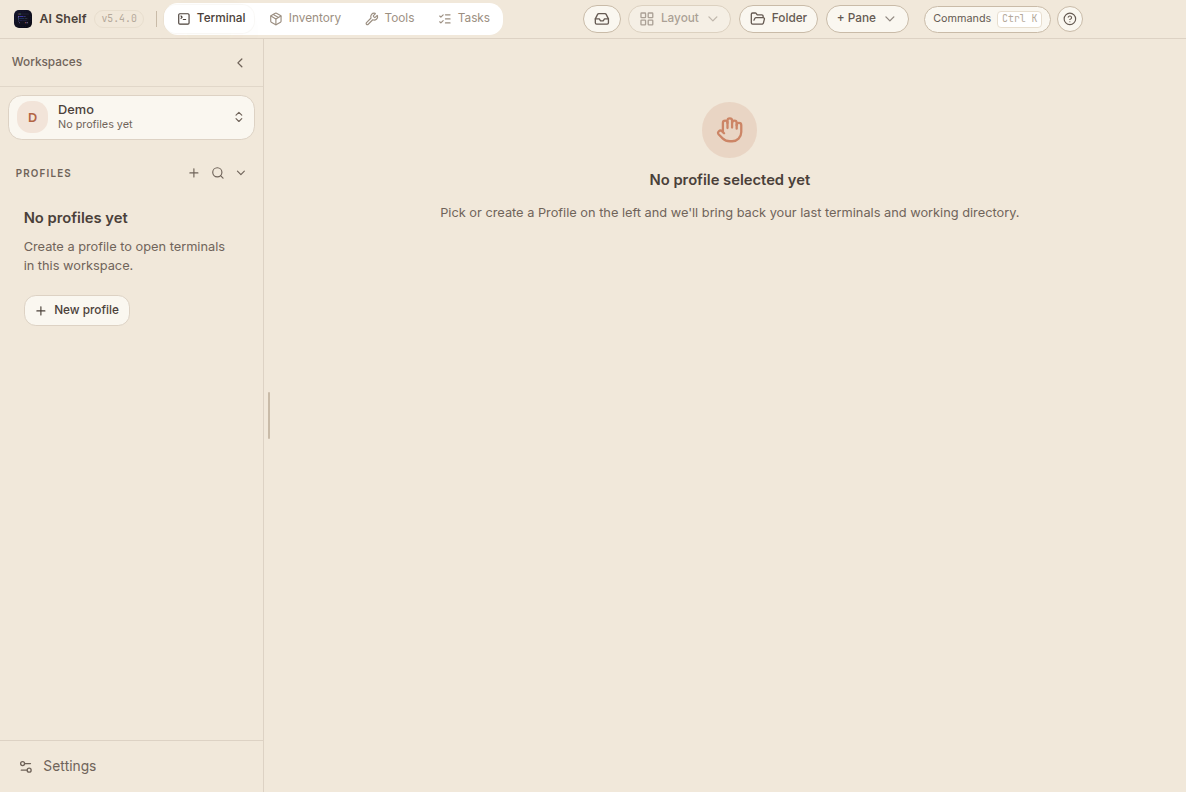 AI Shelf v5.4.0 Terminal Inventory Tools Tasks Layout Folder + Pane Commands Ctrl K
Workspaces
D
Demo
No profiles yet
PROFILES
No profiles yet
Create a profile to open terminals
in this workspace.
New profile
Settings
No profile selected yet
Pick or create a Profile on the left and we'll bring back your last terminals and working directory.